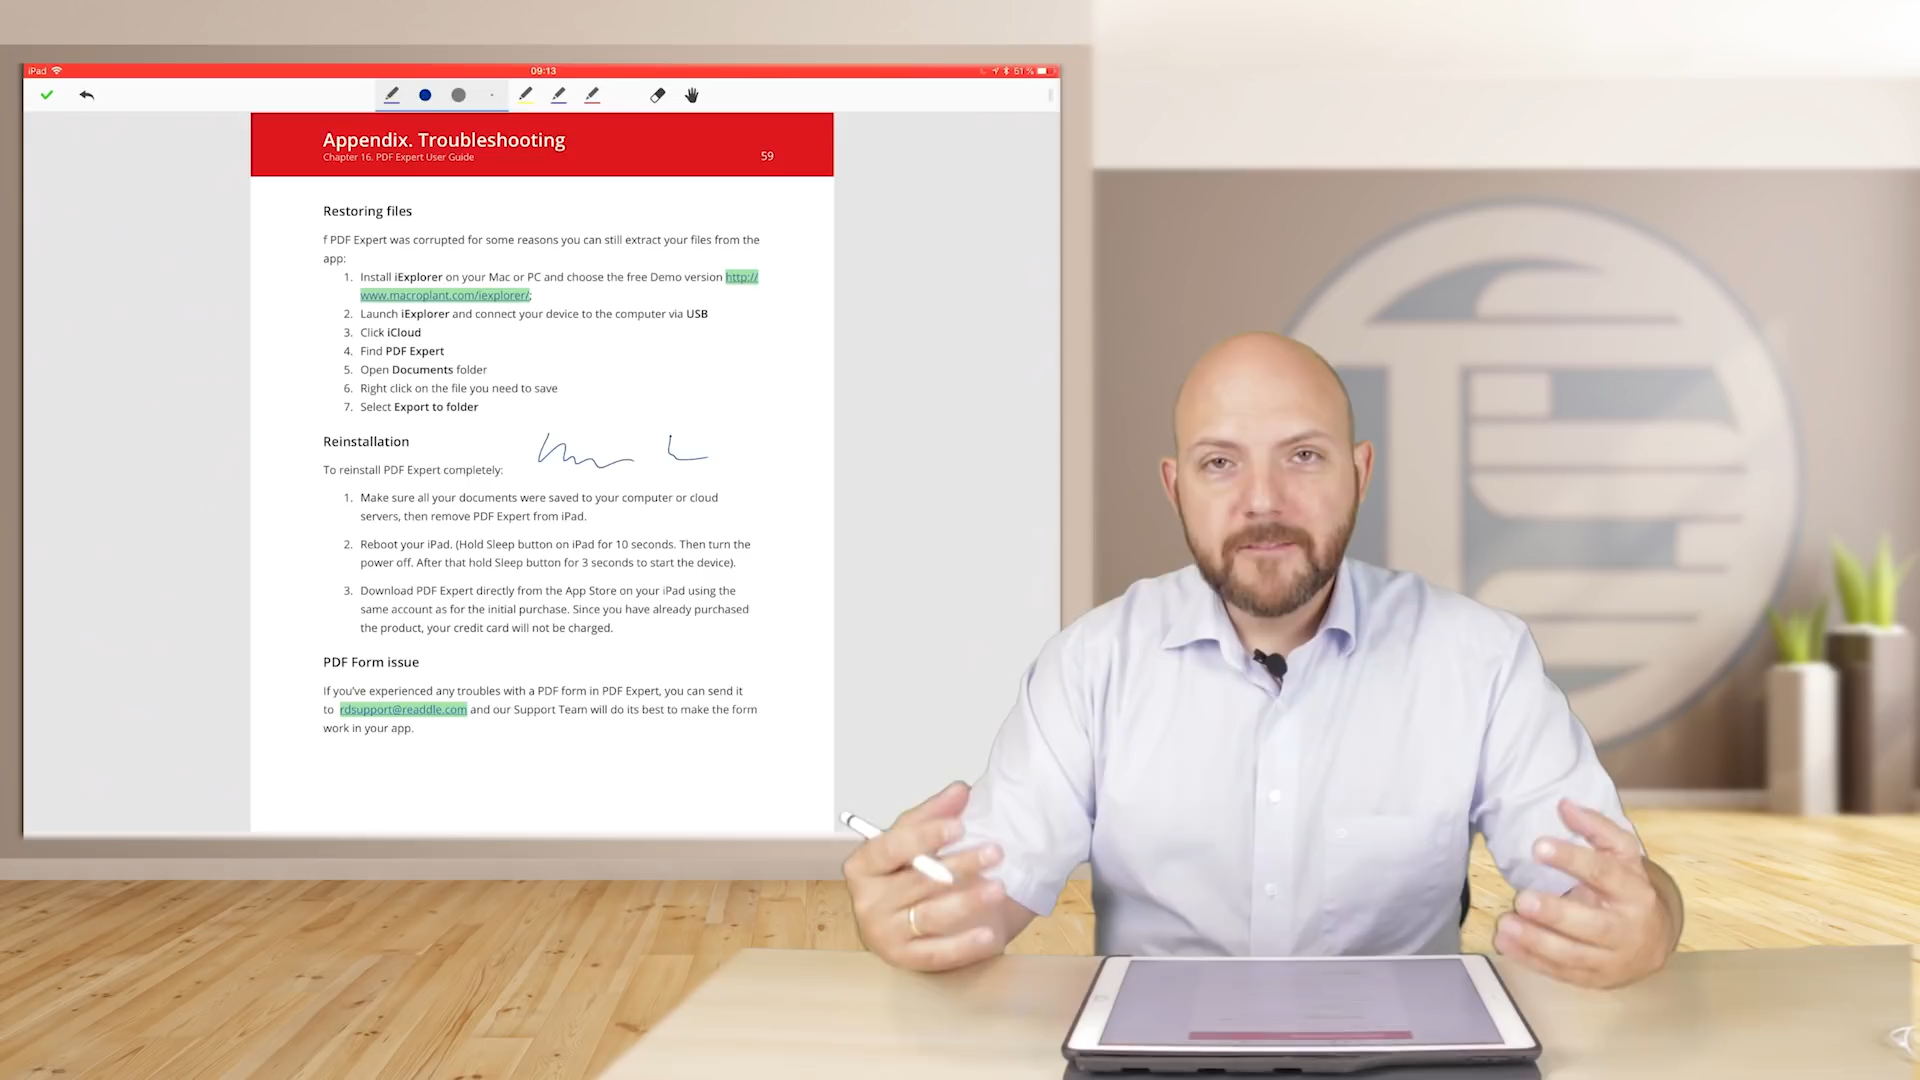 iPad
09:13
51 %
Appendix. Troubleshooting
Chapter 16. PDF Expert User Guide
59
Restoring files
f PDF Expert was corrupted for some reasons you can still extract your files from the
app:
1. Install iExplorer on your Mac or PC and choose the free Demo version http://
www.macroplant.com/iexplorer/;
2. Launch iExplorer and connect your device to the computer via USB
3. Click iCloud
4. Find PDF Expert
5. Open Documents folder
6. Right click on the file you need to save
7. Select Export to folder
Reinstallation
To reinstall PDF Expert completely:
1. Make sure all your documents were saved to your computer or cloud
servers, then remove PDF Expert from iPad.
2. Reboot your iPad. (Hold Sleep button on iPad for 10 seconds. Then turn the
power off. After that hold Sleep button for 3 seconds to start the device).
3. Download PDF Expert directly from the App Store on your iPad using the
same account as for the initial purchase. Since you have already purchased
the product, your credit card will not be charged.
PDF Form issue
If you've experienced any troubles with a PDF form in PDF Expert, you can send it
to rdsupport@readdle.com and our Support Team will do its best to make the form
work in your app.